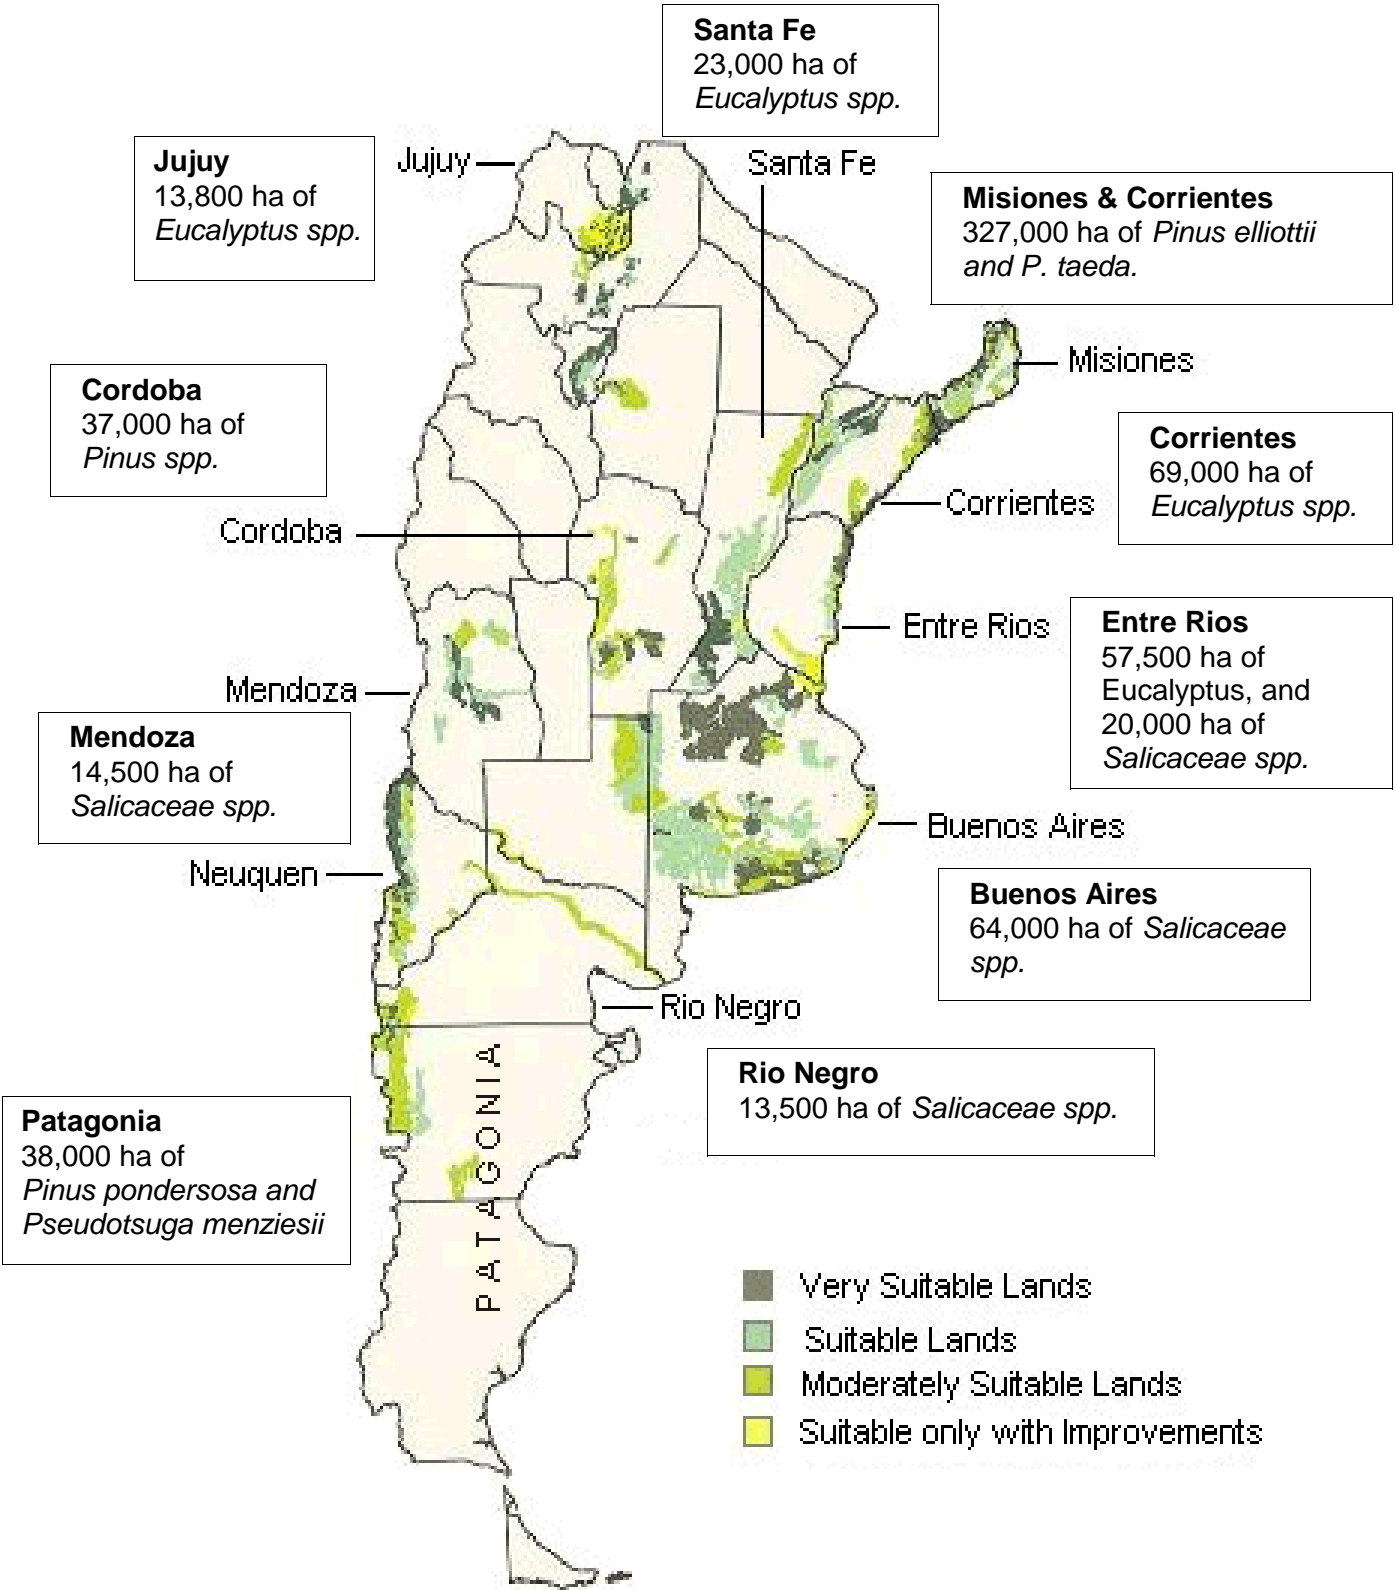 Santa Fe
23,000 ha of
Eucalyptus spp.
Jujuy
13,800 ha of
Eucalyptus spp.
Jujuy
Santa Fe
Misiones & Corrientes
327,000 ha of Pinus elliottii
and P. taeda.
Misiones
Cordoba
37,000 ha of
Pinus spp.
Corrientes
69,000 ha of
Eucalyptus spp.
Corrientes
Cordoba
Entre Rios
Entre Rios
57,500 ha of
Eucalyptus, and
20,000 ha of
Salicaceae spp.
Mendoza
Mendoza
14,500 ha of
Salicaceae spp.
Buenos Aires
Neuquen
Buenos Aires
64,000 ha of Salicaceae
spp.
Rio Negro
Rio Negro
13,500 ha of Salicaceae spp.
PATAGONIA
Patagonia
38,000 ha of
Pinus pondersosa and
Pseudotsuga menziesii
Very Suitable Lands
Suitable Lands
Moderately Suitable Lands
Suitable only with Improvements